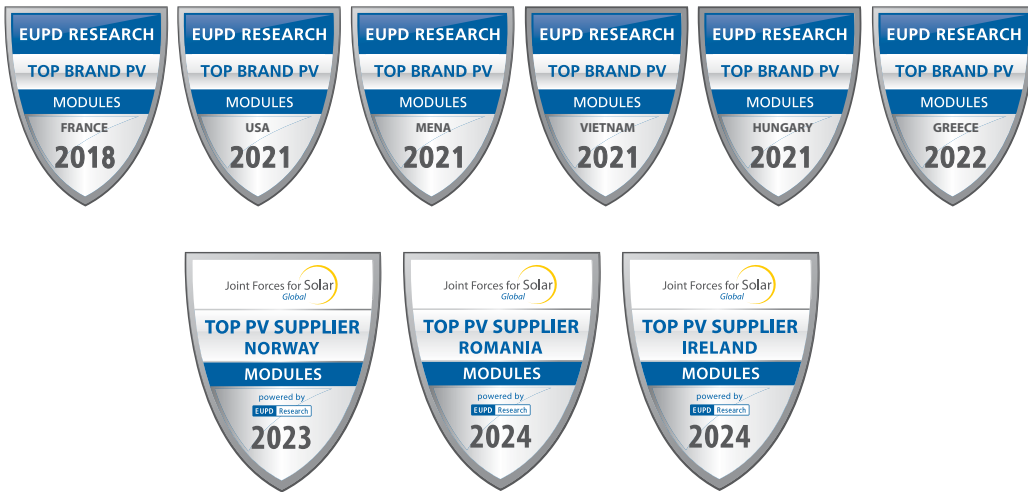 EUPD RESEARCH
TOP BRAND PV
MODULES
FRANCE
2018
EUPD RESEARCH
TOP BRAND PV
MODULES
USA
2021
EUPD RESEARCH
TOP BRAND PV
MODULES
MENA
2021
EUPD RESEARCH
TOP BRAND PV
MODULES
VIETNAM
2021
EUPD RESEARCH
TOP BRAND PV
MODULES
HUNGARY
2021
EUPD RESEARCH
TOP BRAND PV
MODULES
GREECE
2022
Joint Forces for Solar
Global
TOP PV SUPPLIER
NORWAY
MODULES
powered by
EUPD Research
2023
Joint Forces for Solar
Global
TOP PV SUPPLIER
ROMANIA
MODULES
powered by
EUPD Research
2024
Joint Forces for Solar
Global
TOP PV SUPPLIER
IRELAND
MODULES
powered by
EUPD Research
2024